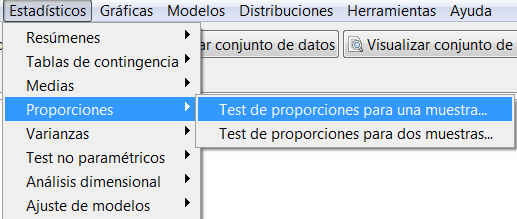 Estadísticos Gráficas Modelos Distribuciones Herramientas Ayuda
Resúmenes
ar conjunto de datos
Visualizar conjunto de
Tablas de contingencia
Medias
Proporciones
Test de proporciones para una muestra...
Varianzas
Test de proporciones para dos muestras...
Test no paramétricos
Análisis dimensional
Ajuste de modelos